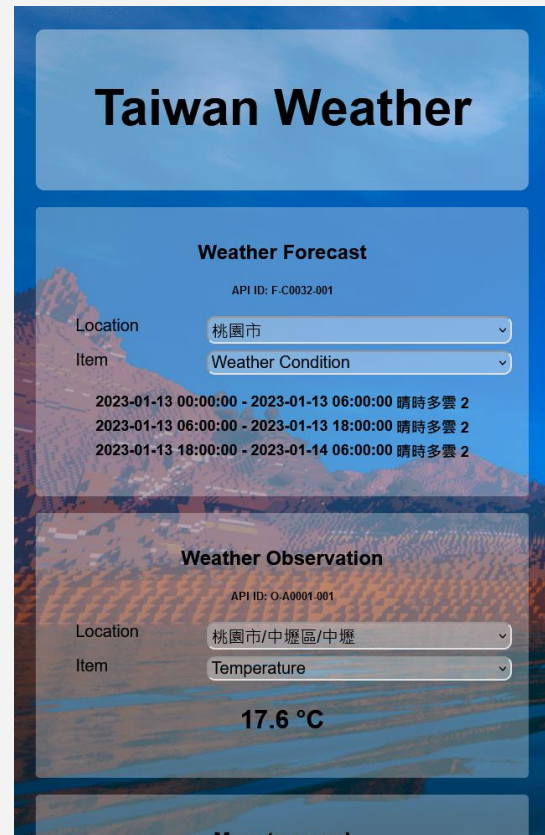 Taiwan Weather
Weather Forecast
API ID: F-C0032-001
Location 桃園市
Item Weather Condition
2023-01-13 00:00:00 - 2023-01-13 06:00:00 晴時多雲 2
2023-01-13 06:00:00 - 2023-01-13 18:00:00 晴時多雲 2
2023-01-13 18:00:00 - 2023-01-14 06:00:00 晴時多雲 2
Weather Observation
API ID: O-A0001-001
Location 桃園市/中壢區/中壢
Item Temperature
17.6 °C